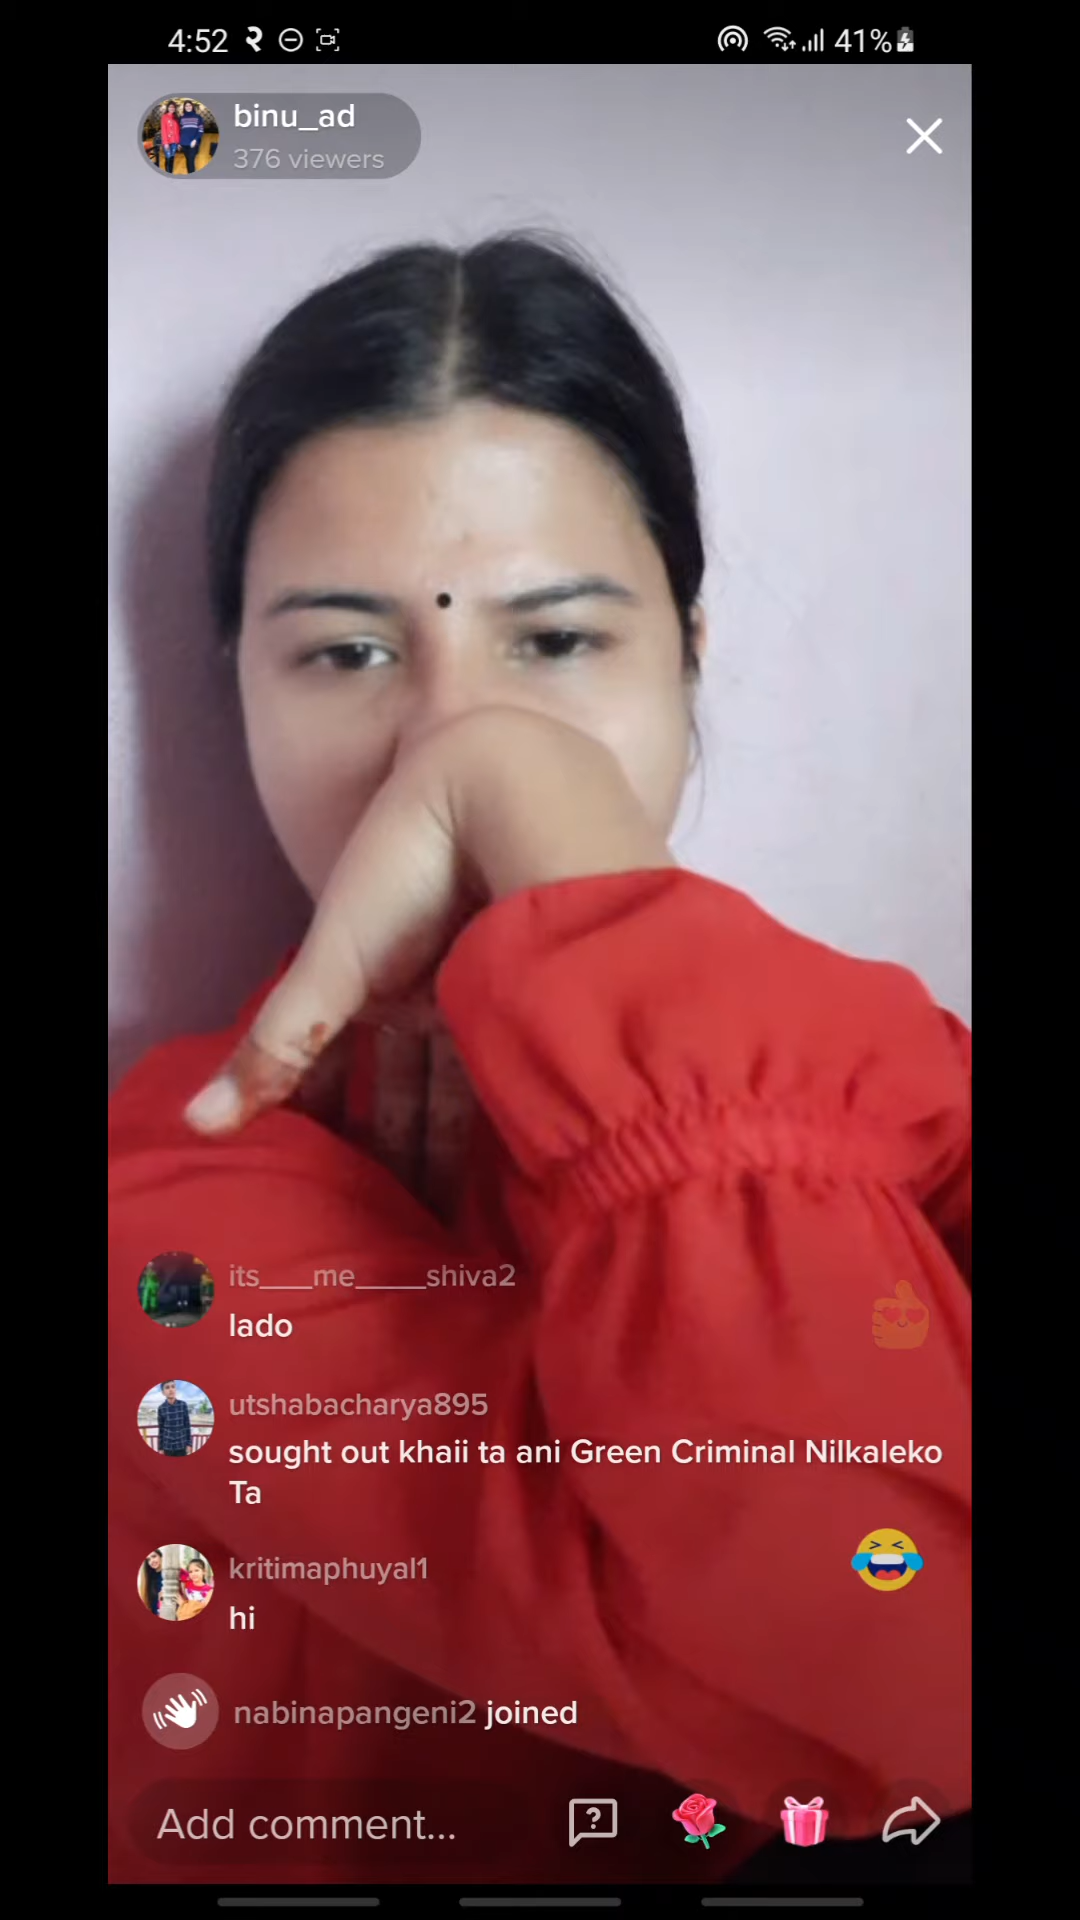 4:52
41%
binu_ad
376 viewers
its___me____shiva2
lado
utshabacharya895
sought out khaii ta ani Green Criminal Nilkaleko
Ta
kritimaphuyal1
hi
nabinapangeni2 joined
Add comment...